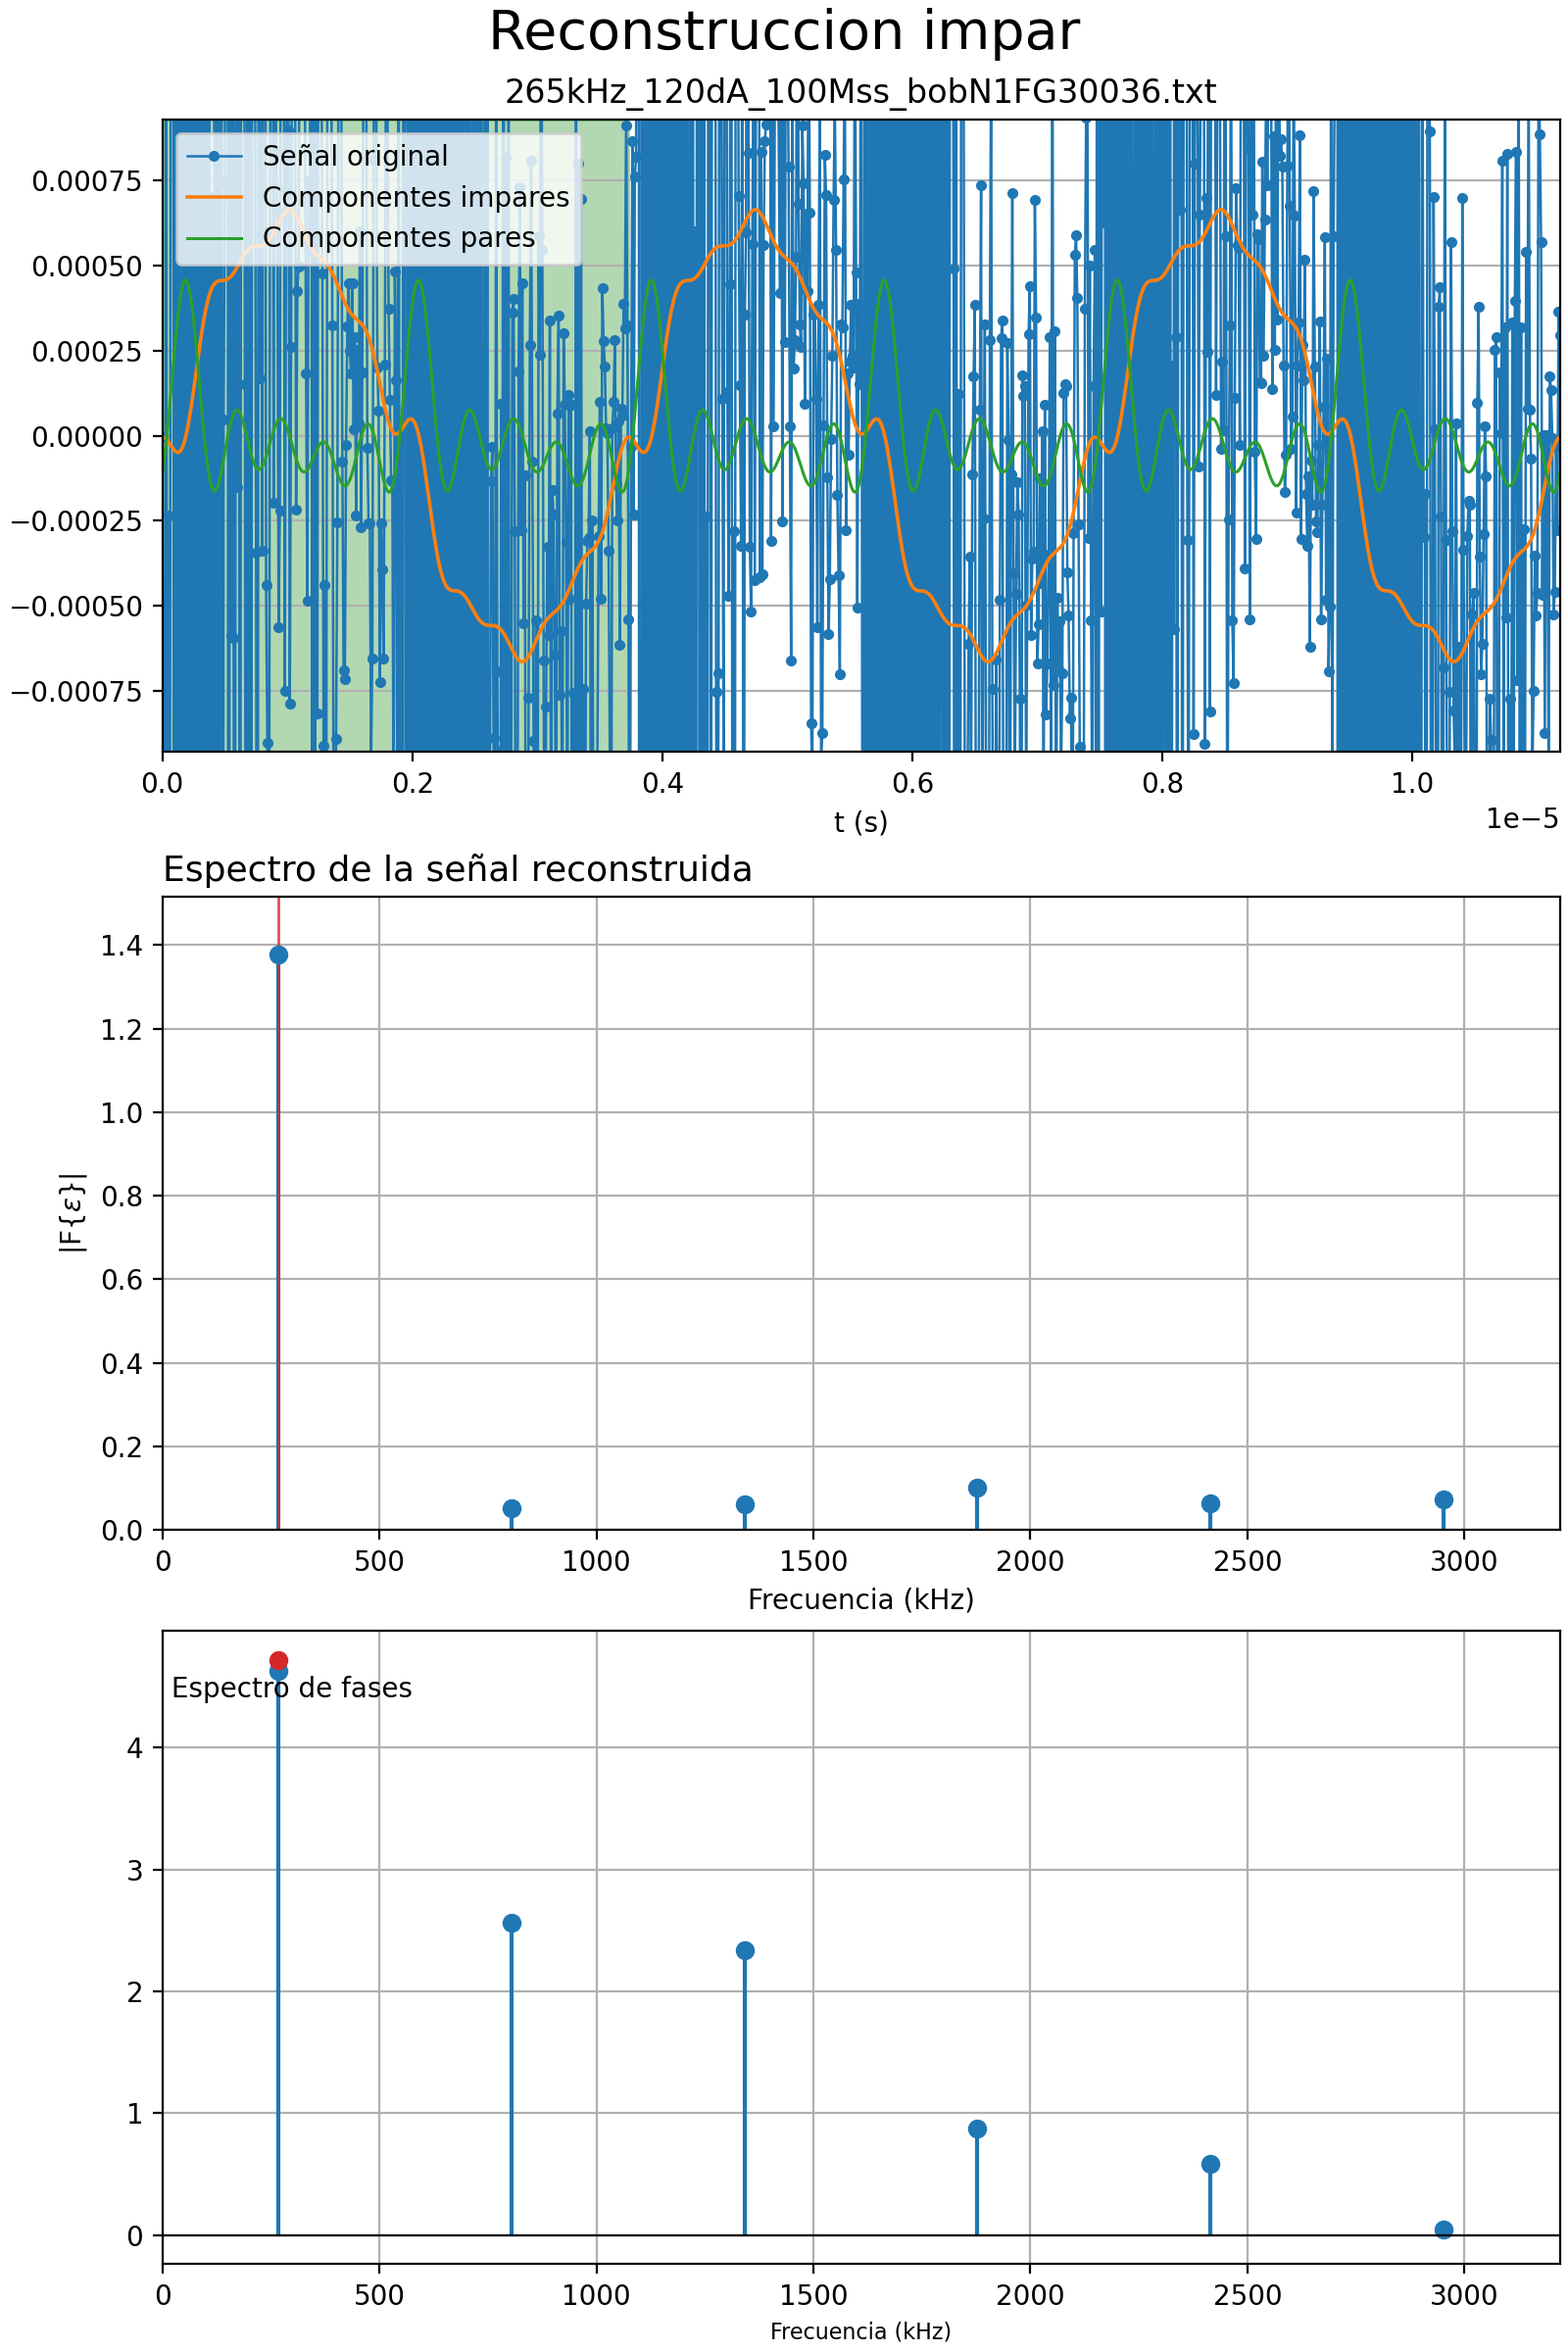 Reconstruccion impar
265kHz_120dA_100Mss_bobN1FG30036.txt
Señal original
Componentes impares
Componentes pares
0.00075
0.00050
0.00025
0.00000
−0.00025
−0.00050
−0.00075
0.0 0.2 0.4 0.6 0.8 1.0
1e−5
t (s)
Espectro de la señal reconstruida
1.4
1.2
1.0
0.8
0.6
0.4
0.2
0.0
|F{ε}|
0 500 1000 1500 2000 2500 3000
Frecuencia (kHz)
Espectro de fases
4
3
2
1
0
0 500 1000 1500 2000 2500 3000
Frecuencia (kHz)